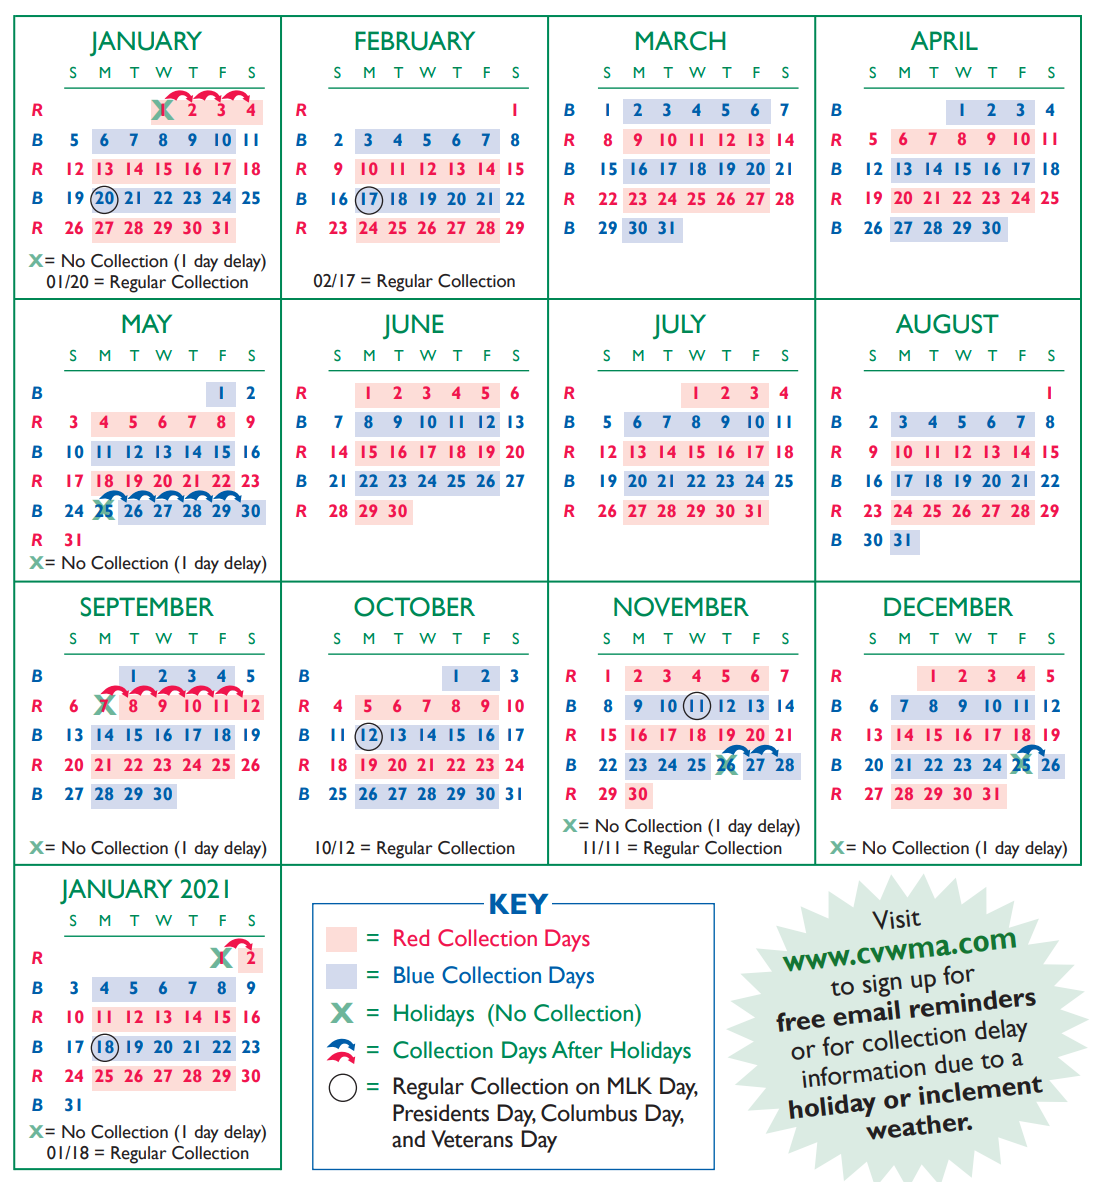 JANUARY
S M T W T F S
R X 1 2 3 4
B 5 6 7 8 9 10 11
R 12 13 14 15 16 17 18
B 19 20 21 22 23 24 25
R 26 27 28 29 30 31
X= No Collection (1 day delay)
01/20 = Regular Collection
FEBRUARY
S M T W T F S
R 1
B 2 3 4 5 6 7 8
R 9 10 11 12 13 14 15
B 16 17 18 19 20 21 22
R 23 24 25 26 27 28 29
02/17 = Regular Collection
MARCH
S M T W T F S
B 1 2 3 4 5 6 7
R 8 9 10 11 12 13 14
B 15 16 17 18 19 20 21
R 22 23 24 25 26 27 28
B 29 30 31
APRIL
S M T W T F S
B 1 2 3 4
R 5 6 7 8 9 10 11
B 12 13 14 15 16 17 18
R 19 20 21 22 23 24 25
B 26 27 28 29 30
MAY
S M T W T F S
B 1 2
R 3 4 5 6 7 8 9
B 10 11 12 13 14 15 16
R 17 18 19 20 21 22 23
B 24 X 25 26 27 28 29 30
R 31
X= No Collection (1 day delay)
JUNE
S M T W T F S
R 1 2 3 4 5 6
B 7 8 9 10 11 12 13
R 14 15 16 17 18 19 20
B 21 22 23 24 25 26 27
R 28 29 30
JULY
S M T W T F S
R 1 2 3 4
B 5 6 7 8 9 10 11
R 12 13 14 15 16 17 18
B 19 20 21 22 23 24 25
R 26 27 28 29 30 31
AUGUST
S M T W T F S
R 1
B 2 3 4 5 6 7 8
R 9 10 11 12 13 14 15
B 16 17 18 19 20 21 22
R 23 24 25 26 27 28 29
B 30 31
SEPTEMBER
S M T W T F S
B 1 2 3 4 5
R 6 X 7 8 9 10 11 12
B 13 14 15 16 17 18 19
R 20 21 22 23 24 25 26
B 27 28 29 30
X= No Collection (1 day delay)
OCTOBER
S M T W T F S
B 1 2 3
R 4 5 6 7 8 9 10
B 11 12 13 14 15 16 17
R 18 19 20 21 22 23 24
B 25 26 27 28 29 30 31
10/12 = Regular Collection
NOVEMBER
S M T W T F S
R 1 2 3 4 5 6 7
B 8 9 10 11 12 13 14
R 15 16 17 18 19 20 21
B 22 23 24 25 X 26 27 28
R 29 30
X= No Collection (1 day delay)
11/11 = Regular Collection
DECEMBER
S M T W T F S
R 1 2 3 4 5
B 6 7 8 9 10 11 12
R 13 14 15 16 17 18 19
B 20 21 22 23 24 X 25 26
R 27 28 29 30 31
X= No Collection (1 day delay)
JANUARY 2021
S M T W T F S
R X 1 2
B 3 4 5 6 7 8 9
R 10 11 12 13 14 15 16
B 17 18 19 20 21 22 23
R 24 25 26 27 28 29 30
B 31
X= No Collection (1 day delay)
01/18 = Regular Collection
KEY
= Red Collection Days
= Blue Collection Days
X = Holidays (No Collection)
= Collection Days After Holidays
= Regular Collection on MLK Day,
Presidents Day, Columbus Day,
and Veterans Day
Visit
www.cvwma.com
to sign up for
free email reminders
or for collection delay
information due to a
holiday or inclement
weather.